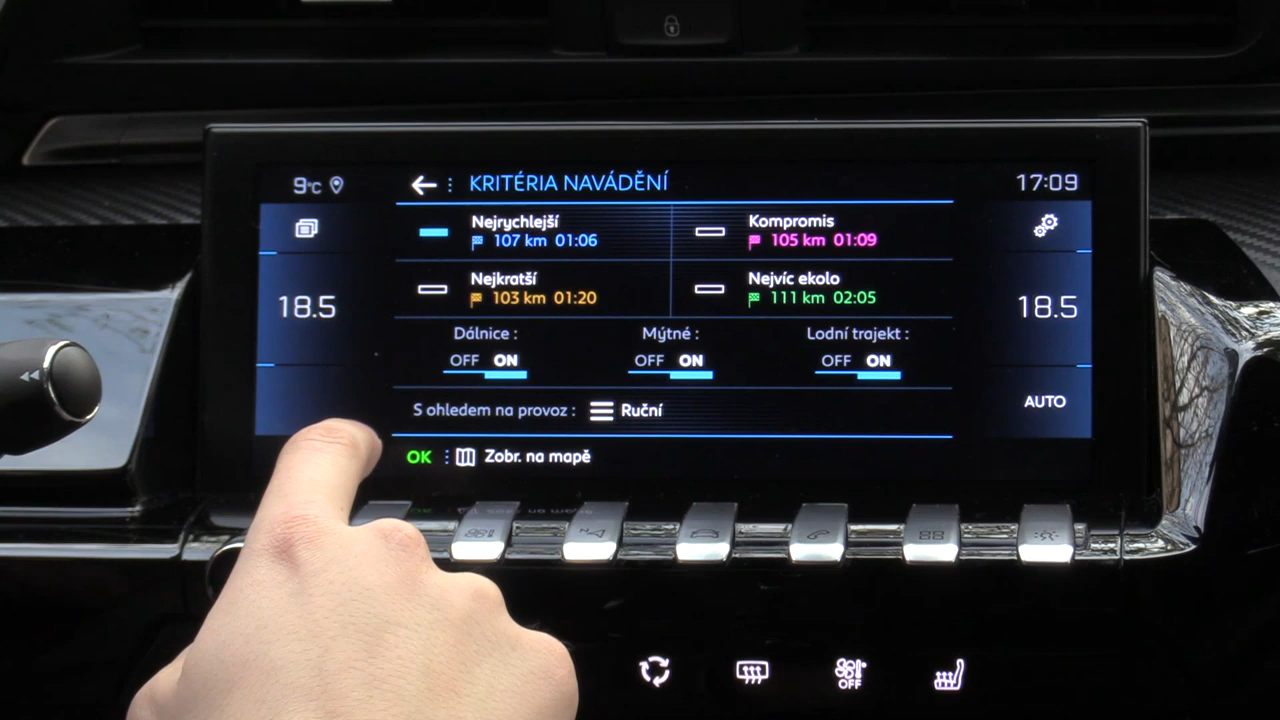 9°C
KRITÉRIA NAVÁDĚNÍ
17:09
Nejrychlejší
107 km 01:06
Kompromis
105 km 01:09
Nejkratší
103 km 01:20
Nejvíc ekolo
111 km 02:05
18.5
18.5
Dálnice :
Mýtné :
Lodní trajekt :
OFF ON
OFF ON
OFF ON
S ohledem na provoz :
Ruční
AUTO
OK
Zobr. na mapě
OFF